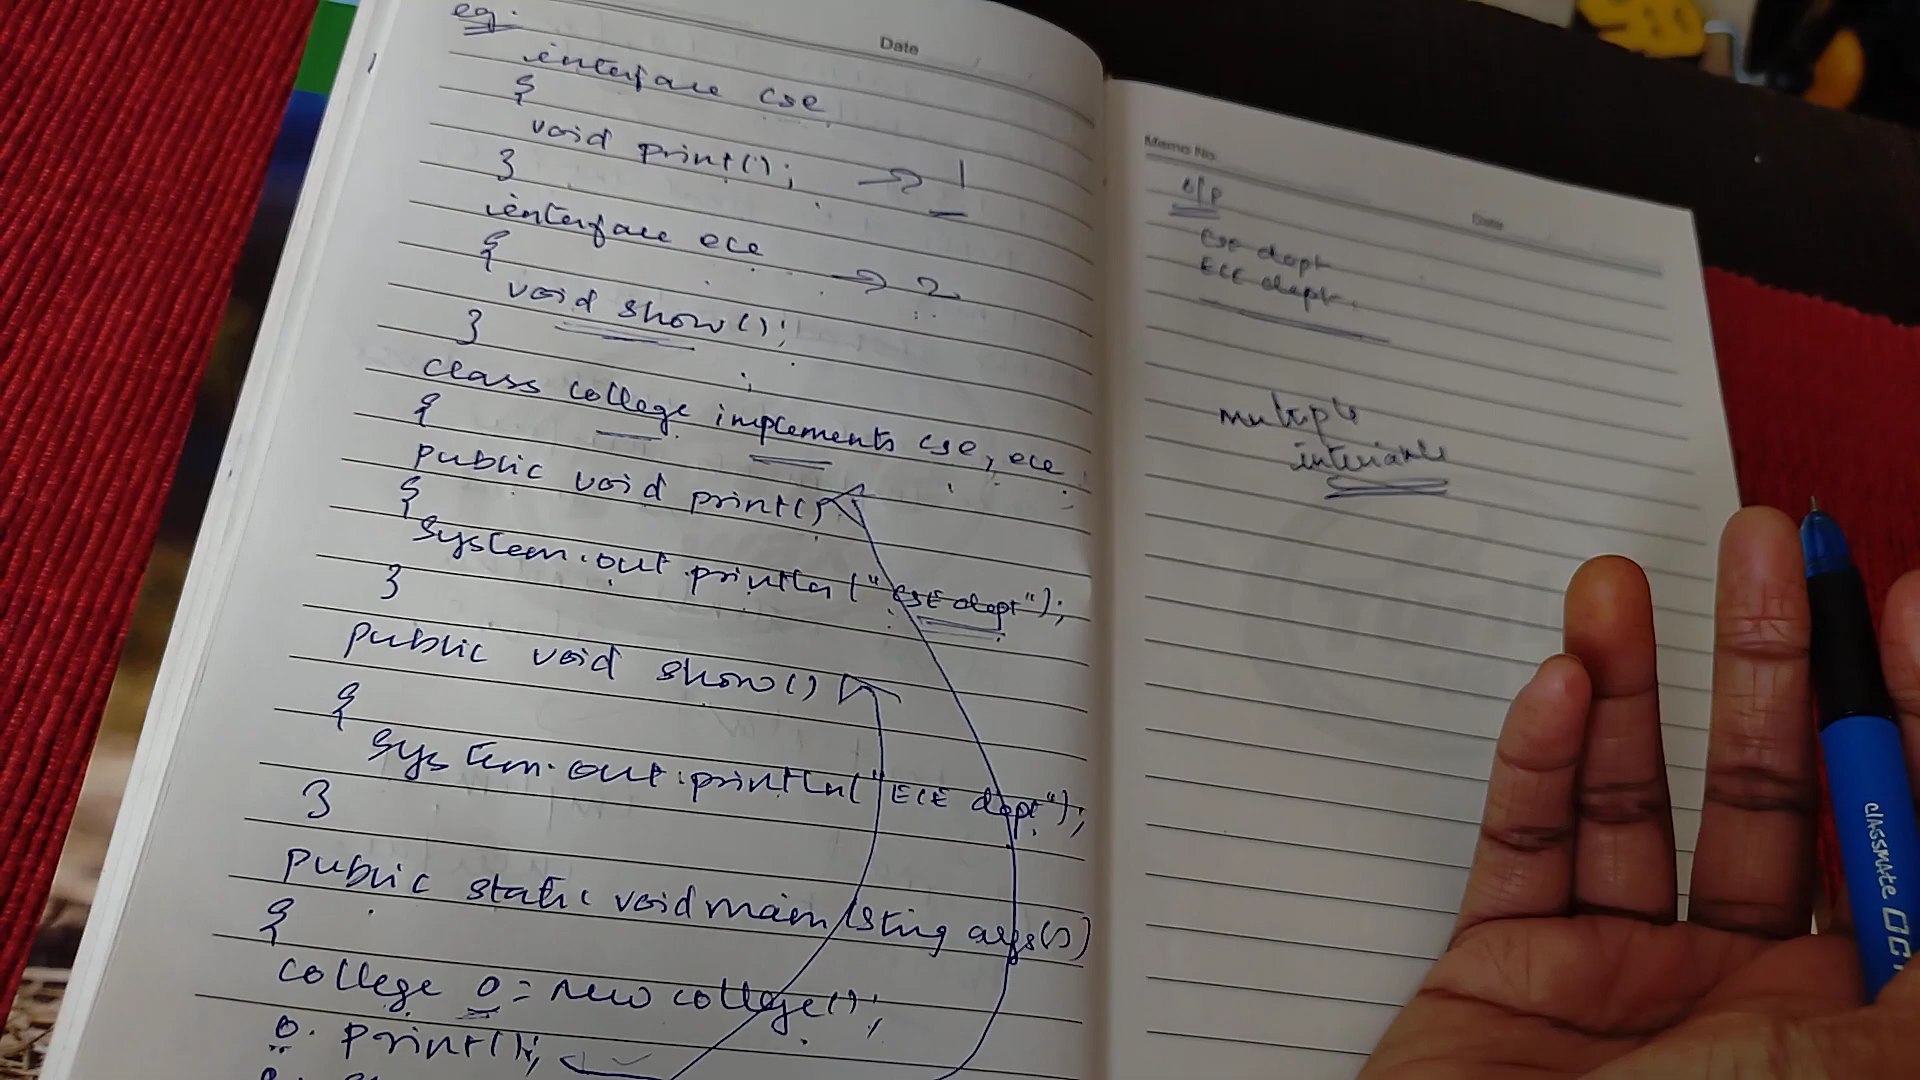 eg.
Date
interface cse
{
void print(); → 1
}
interface ece
{ → 2
void show();
}
class college implements cse, ece
{
public void print()
{
System.out.println("CSE dept");
}
public void show()
{
System.out.println("ECE dept");
}
public static void main(String args[])
{
college o = new college();
o. print();
Memo No.
Date
o/p
CSE dept
ECE dept.
multiple
classmate